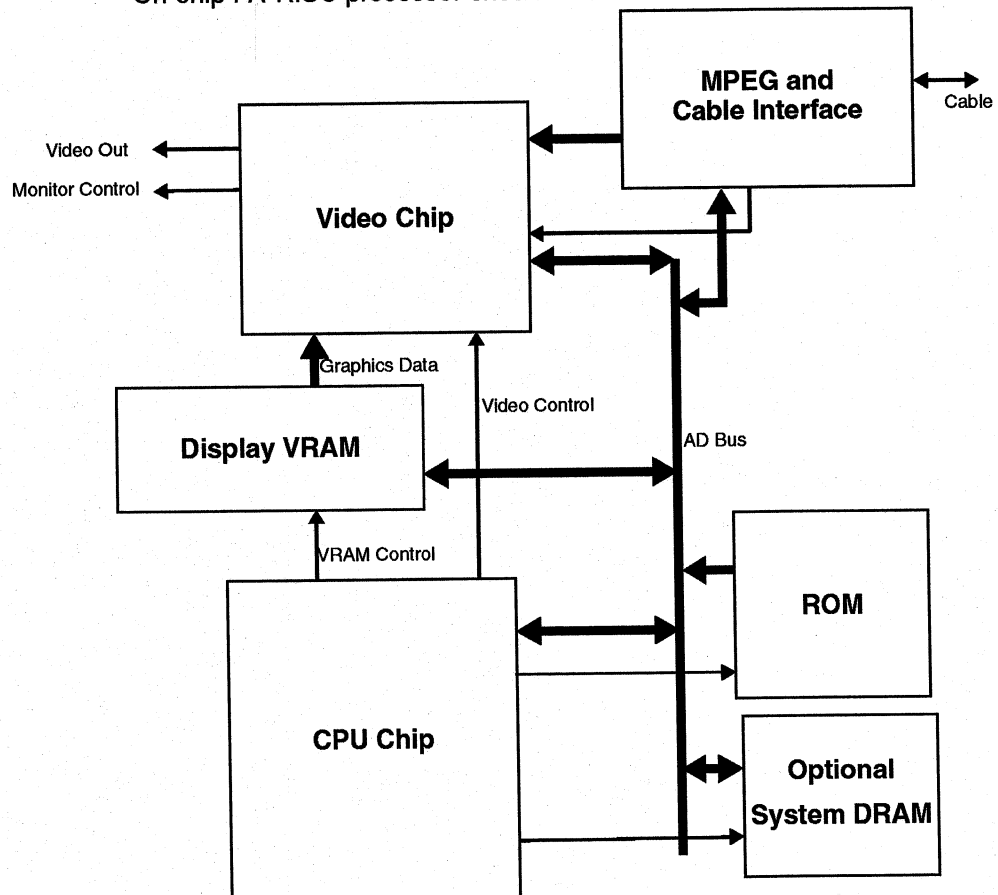 MPEG and
Cable Interface
Cable
Video Out
Monitor Control
Video Chip
Graphics Data
Video Control
Display VRAM
AD Bus
VRAM Control
ROM
CPU Chip
Optional
System DRAM